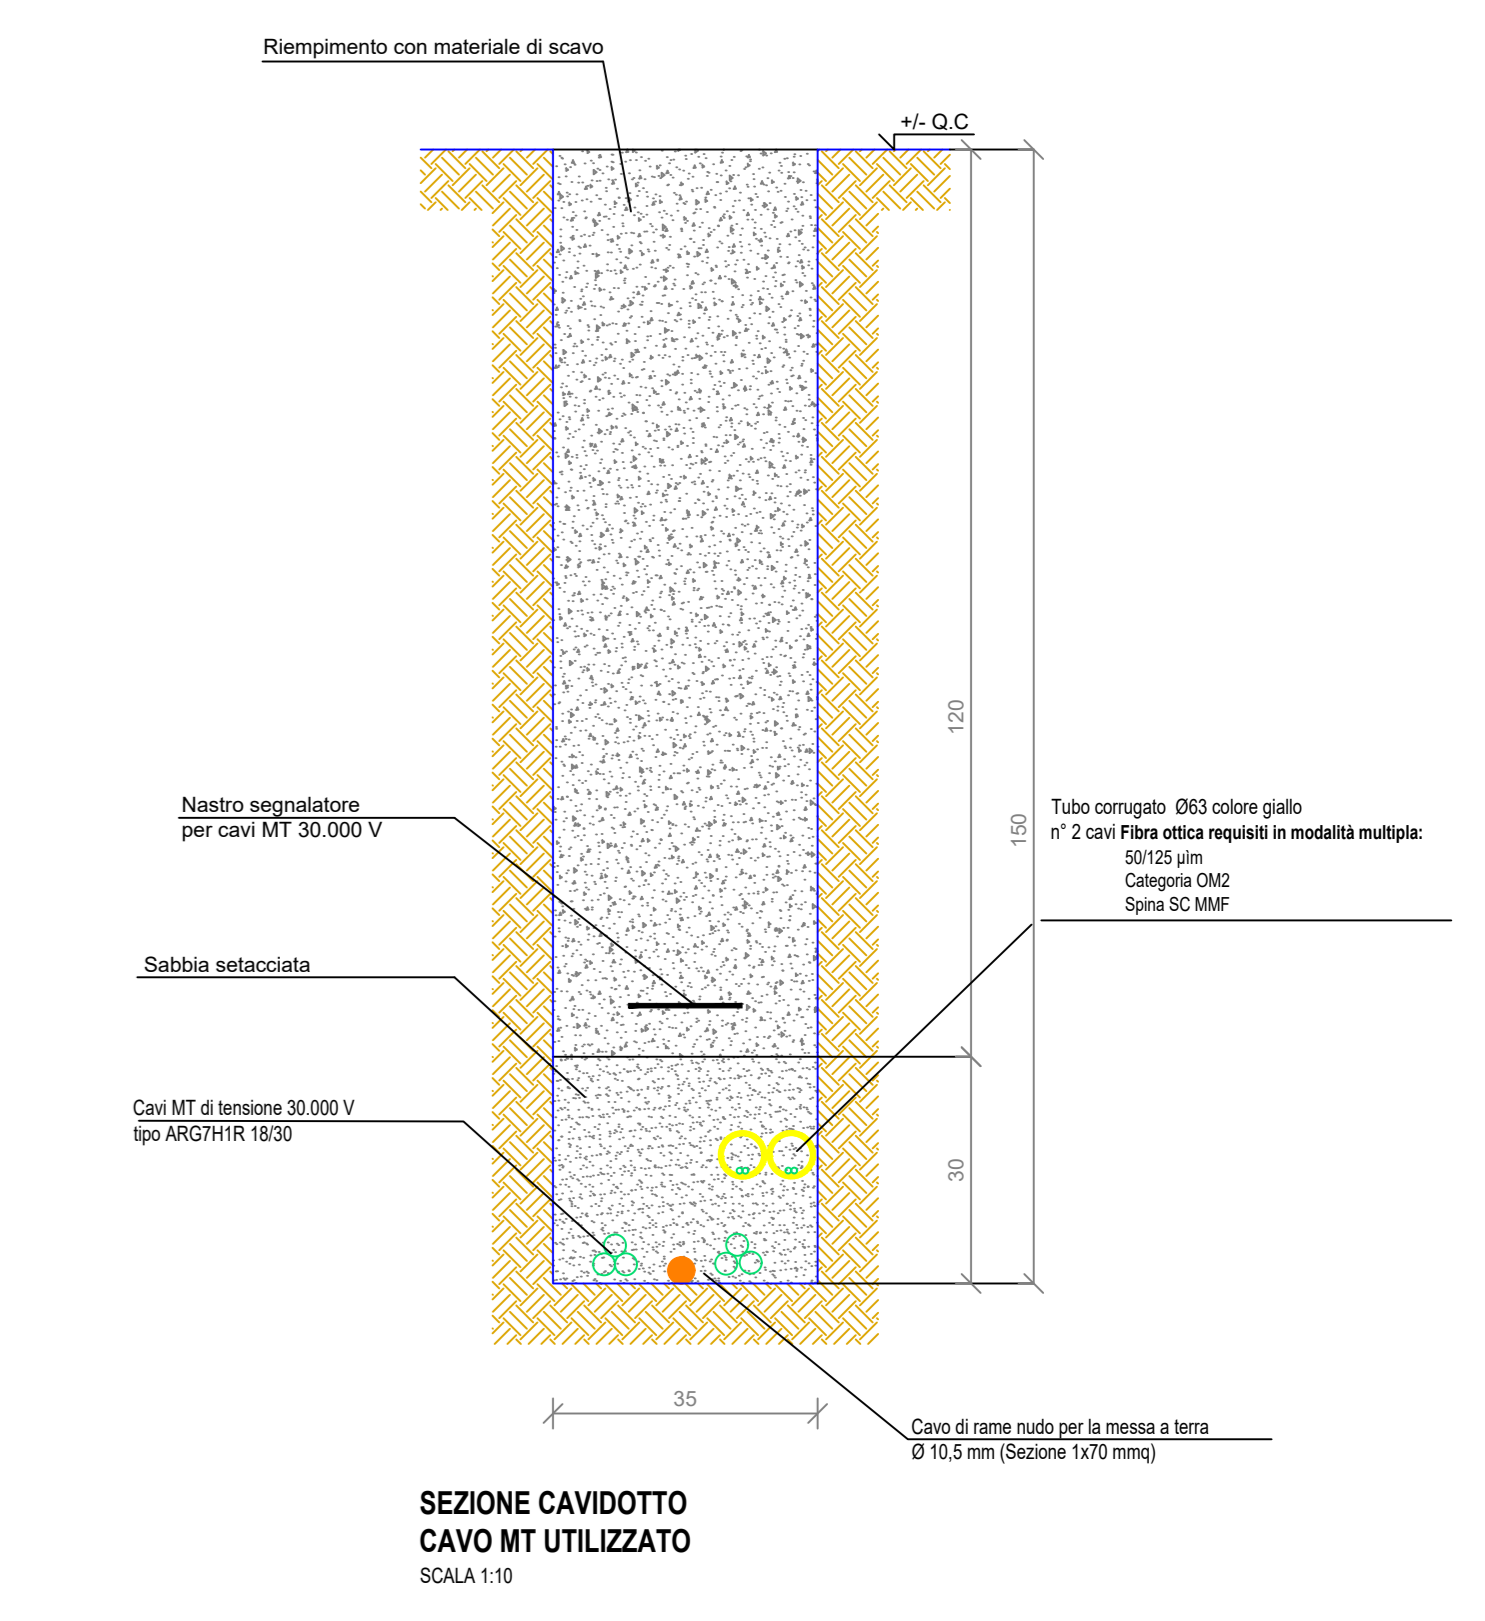 Riempimento con materiale di scavo
+/- Q.C
120
Nastro segnalatore
per cavi MT 30.000 V
150
Tubo corrugato Ø63 colore giallo
n° 2 cavi Fibra ottica requisiti in modalità multipla:
50/125 µìm
Categoria OM2
Spina SC MMF
Sabbia setacciata
Cavi MT di tensione 30.000 V
tipo ARG7H1R 18/30
30
35
Cavo di rame nudo per la messa a terra
Ø 10,5 mm (Sezione 1x70 mmq)
SEZIONE CAVIDOTTO
CAVO MT UTILIZZATO
SCALA 1:10